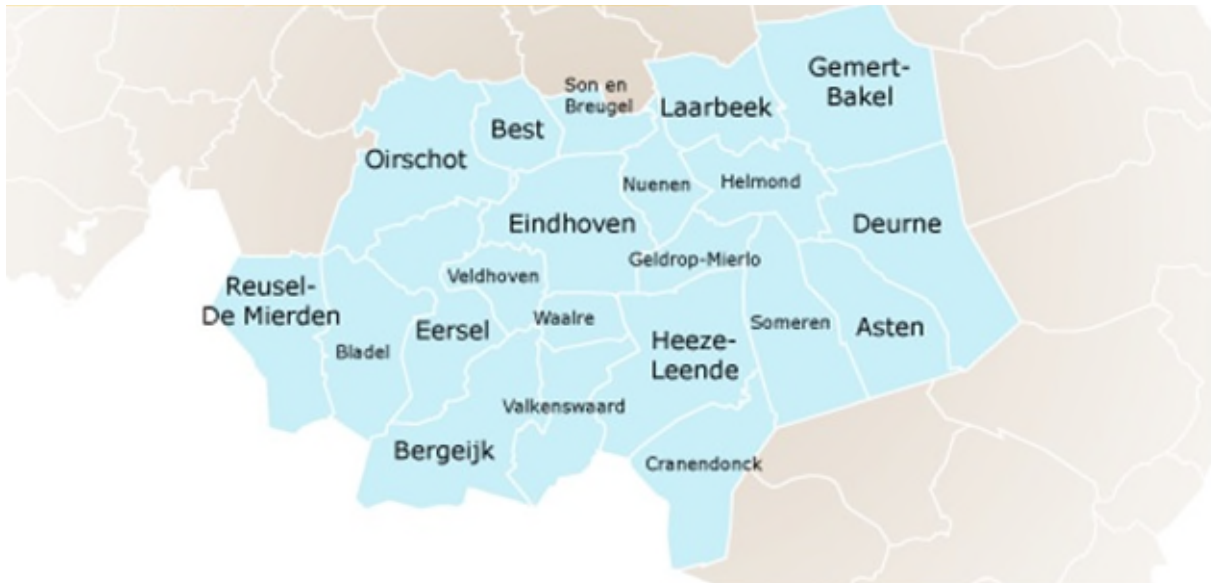 Gemert-
Bakel
Son en
Breugel
Laarbeek
Best
Oirschot
Nuenen
Helmond
Eindhoven
Deurne
Geldrop-Mierlo
Veldhoven
Reusel-
De Mierden
Waalre
Someren
Asten
Eersel
Bladel
Heeze-
Leende
Valkenswaard
Bergeijk
Cranendonck